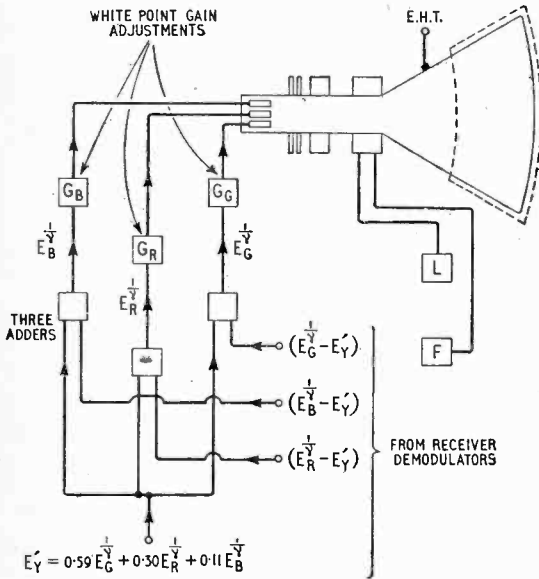 WHITE POINT GAIN
ADJUSTMENTS
E.H.T.
G_B
G_R
G_G
E_B^{1/γ}
E_R^{1/γ}
E_G^{1/γ}
L
F
THREE
ADDERS
(E_G^{1/γ} - E'_Y)
(E_B^{1/γ} - E'_Y)
(E_R^{1/γ} - E'_Y)
FROM RECEIVER
DEMODULATORS
E'_Y = 0·59 E_G^{1/γ} + 0·30 E_R^{1/γ} + 0·11 E_B^{1/γ}